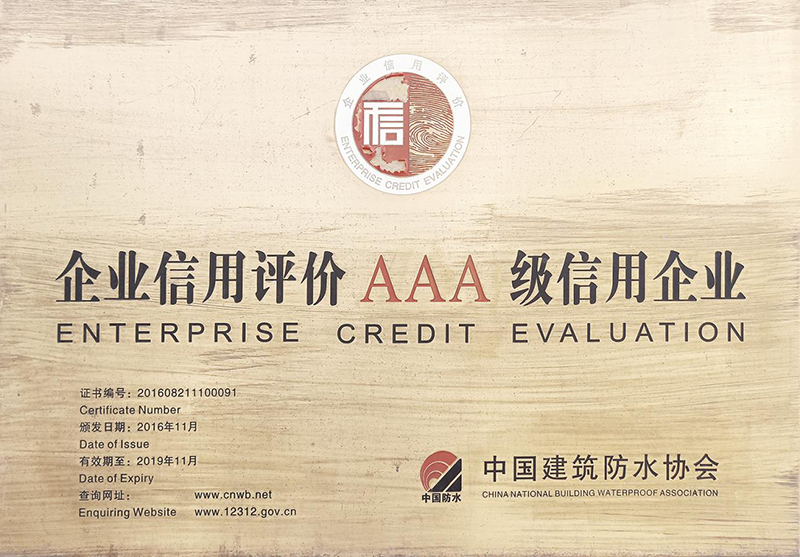 企业信用评价
信
ENTERPRISE CREDIT EVALUATION
企业信用评价 AAA 级信用企业
ENTERPRISE CREDIT EVALUATION
证书编号：201608211100091
Certificate Number
颁发日期：2016年11月
Date of Issue
有效期至：2019年11月
Date of Expiry
查询网址： www.cnwb.net
Enquiring Website www.12312.gov.cn
中国防水
中国建筑防水协会
CHINA NATIONAL BUILDING WATERPROOF ASSOCIATION